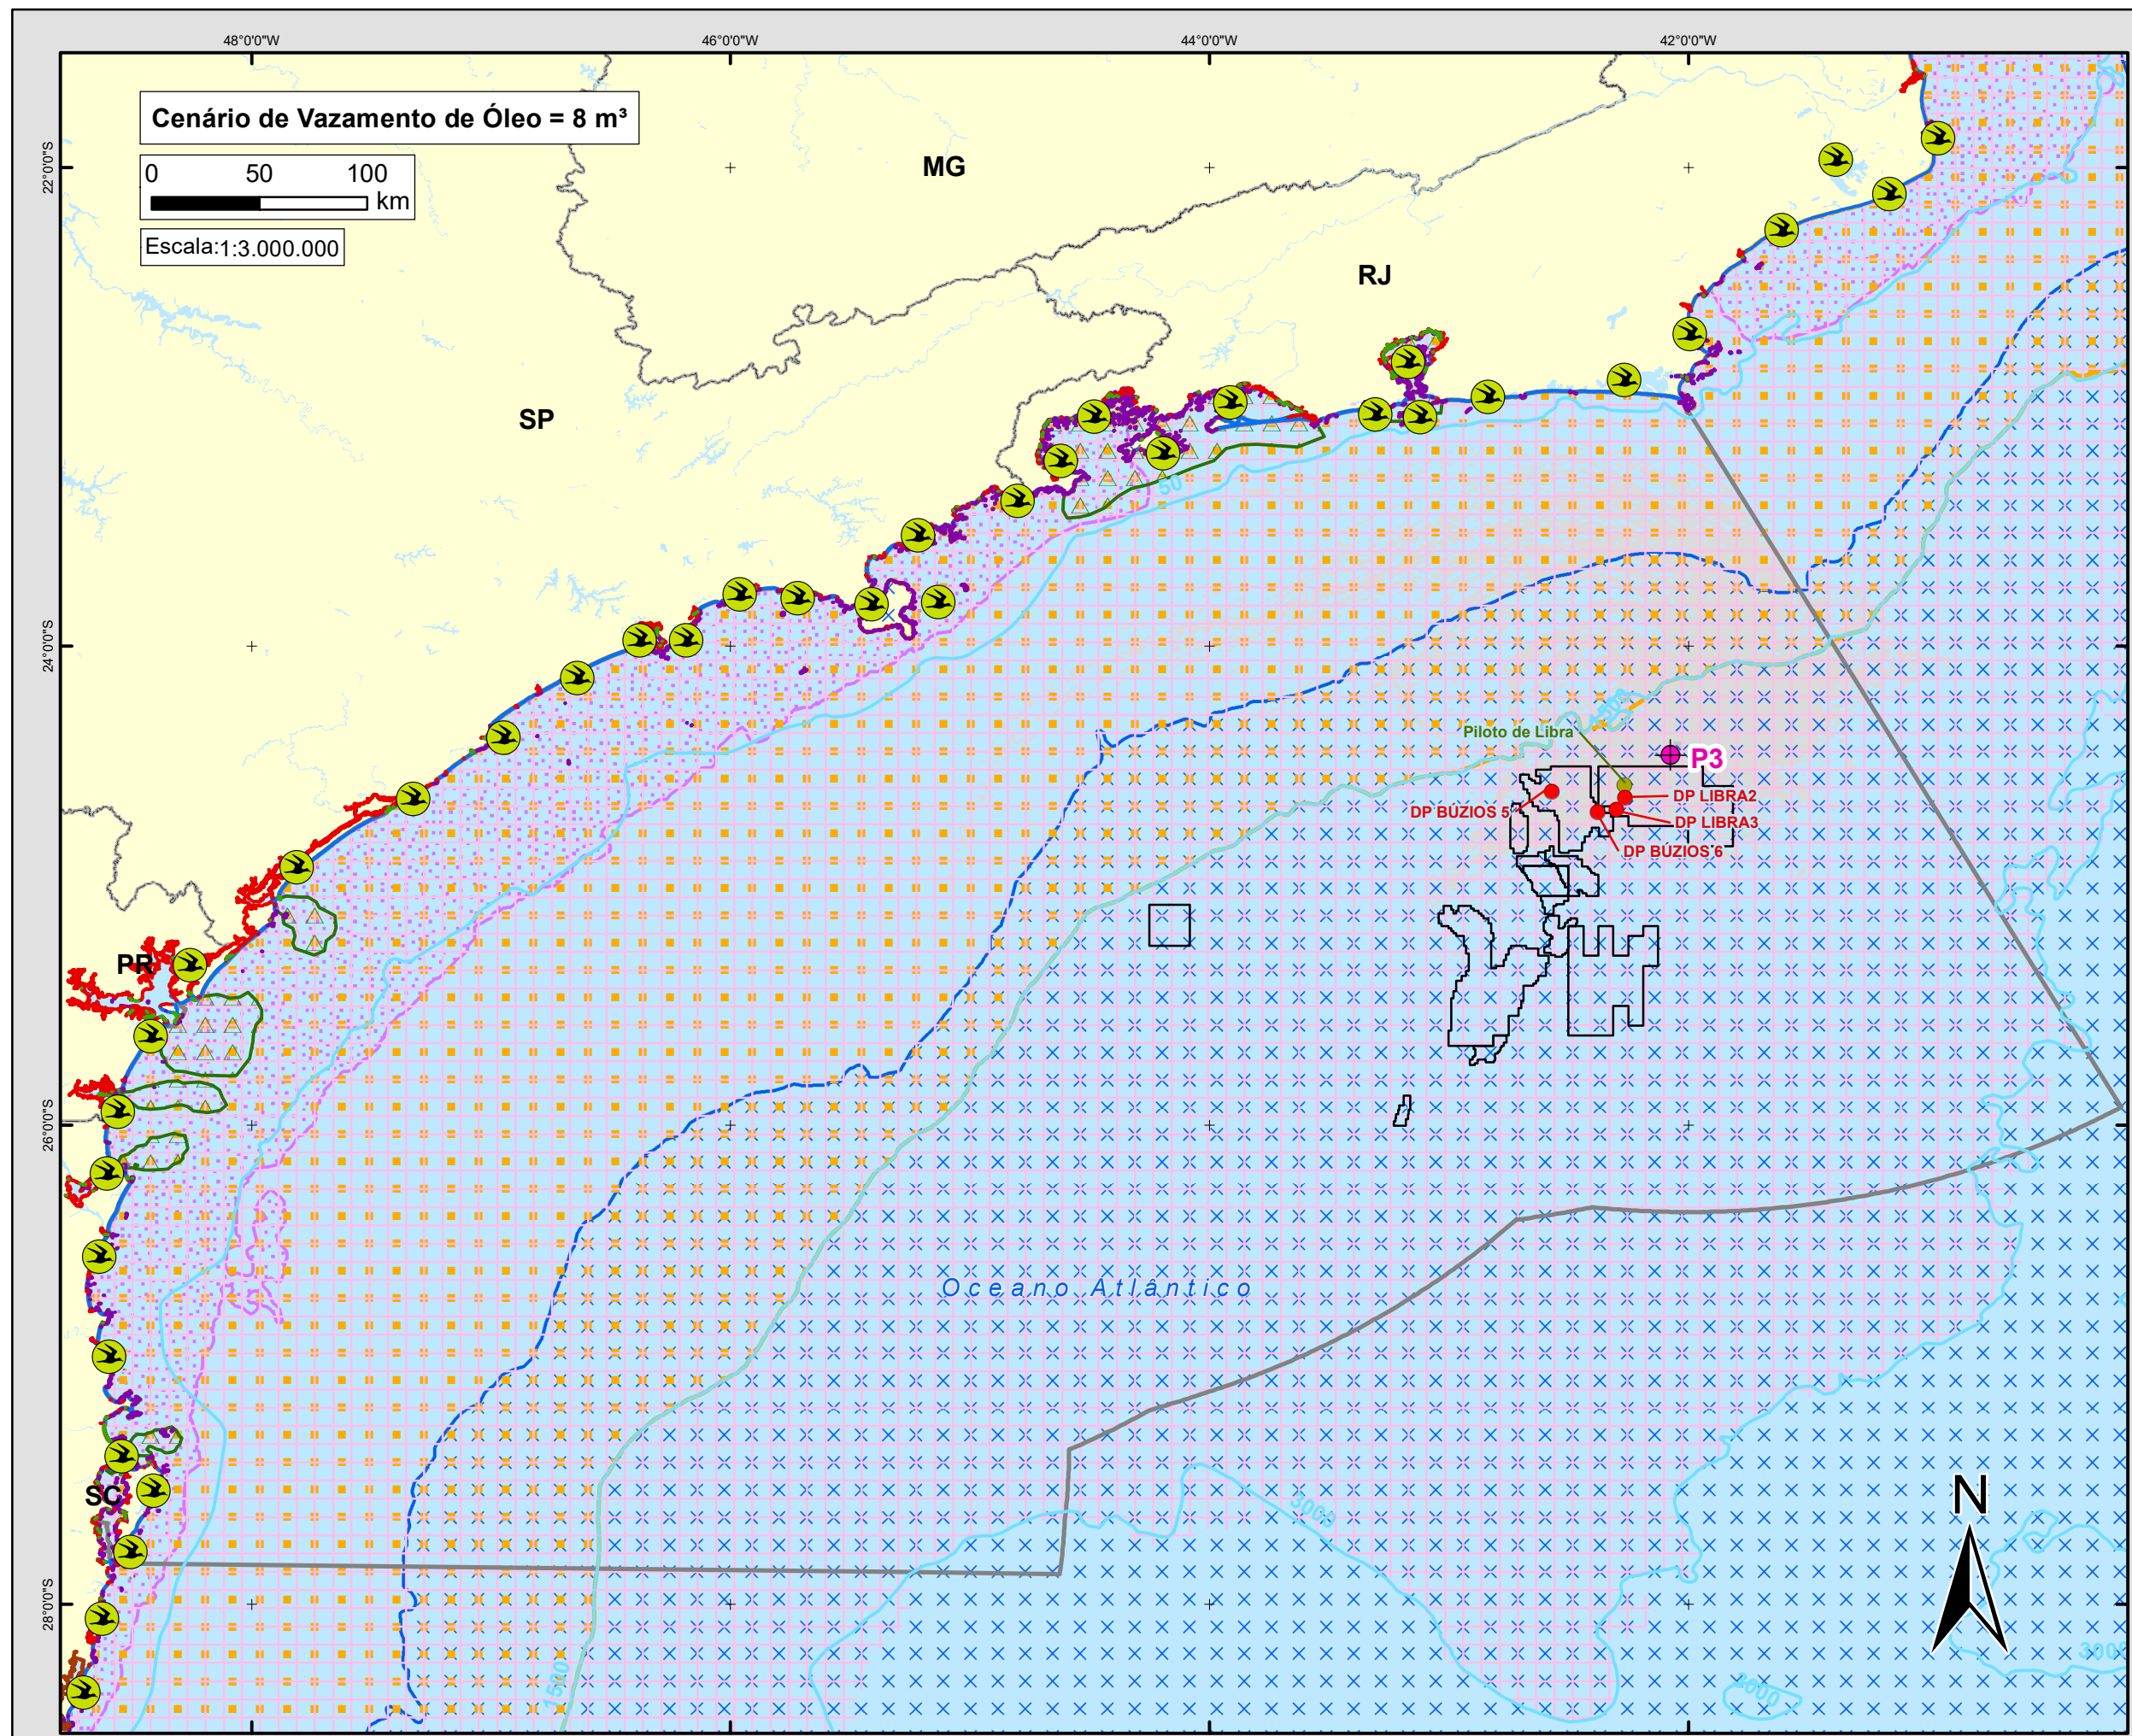 48°0'0"W 46°0'0"W 44°0'0"W 42°0'0"W
Cenário de Vazamento de Óleo = 8 m³
0 50 100
km
Escala:1:3.000.000
22°0'0"S
MG
RJ
SP
50
24°0'0"S
1500
Piloto de Libra
P3
DP LIBRA2
DP BÚZIOS 5
DP LIBRA3
DP BÚZIOS 6
PR
26°0'0"S
Oceano Atlântico
SC
3000
N
28°0'0"S
1500
2000
3000